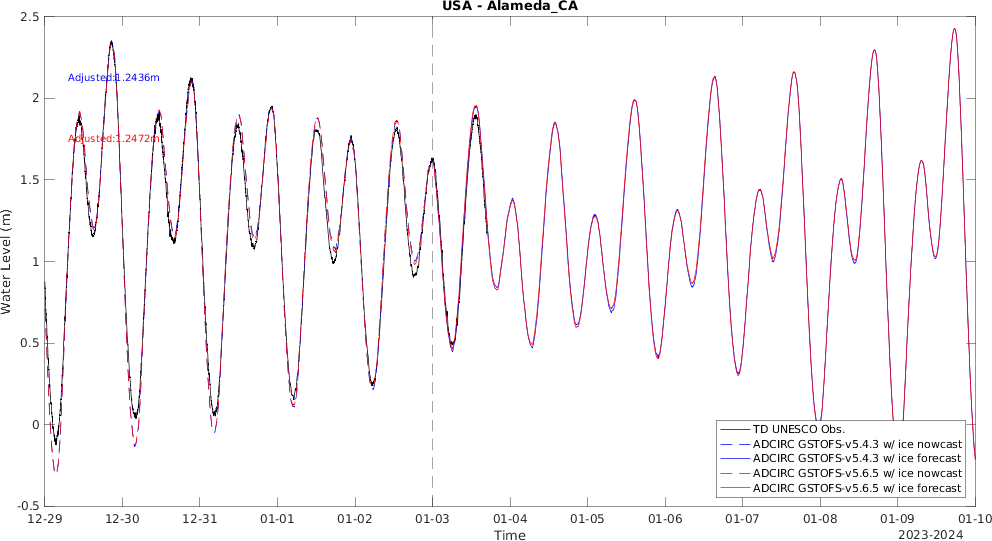 USA - Alameda_CA
2.5
2
1.5
1
0.5
0
-0.5
Water Level (m)
Adjusted:1.2436m
Adjusted:1.2472m
TD UNESCO Obs.
ADCIRC GSTOFS-v5.4.3 w/ ice nowcast
ADCIRC GSTOFS-v5.4.3 w/ ice forecast
ADCIRC GSTOFS-v5.6.5 w/ ice nowcast
ADCIRC GSTOFS-v5.6.5 w/ ice forecast
12-29 12-30 12-31 01-01 01-02 01-03 01-04 01-05 01-06 01-07 01-08 01-09 01-10
Time
2023-2024